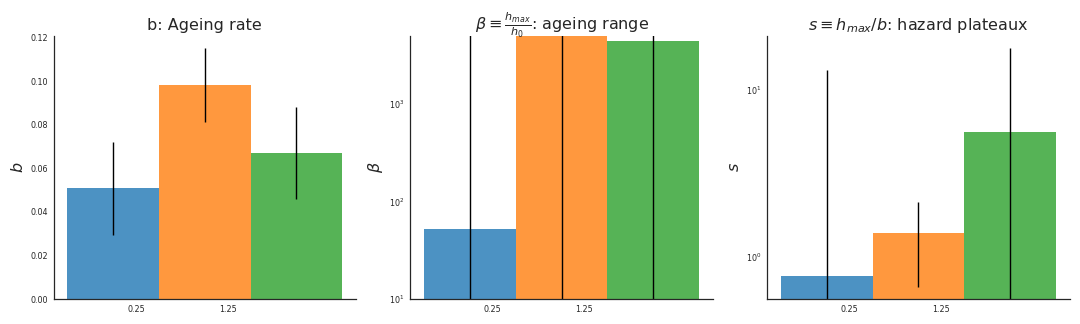 b: Ageing rate
0.12
0.10
0.08
0.06
0.04
0.02
0.00
b
0.25 1.25
β ≡ h_max/h_0: ageing range
10³
10²
10¹
β
0.25 1.25
s ≡ h_max/b: hazard plateaux
10¹
10⁰
s
0.25 1.25